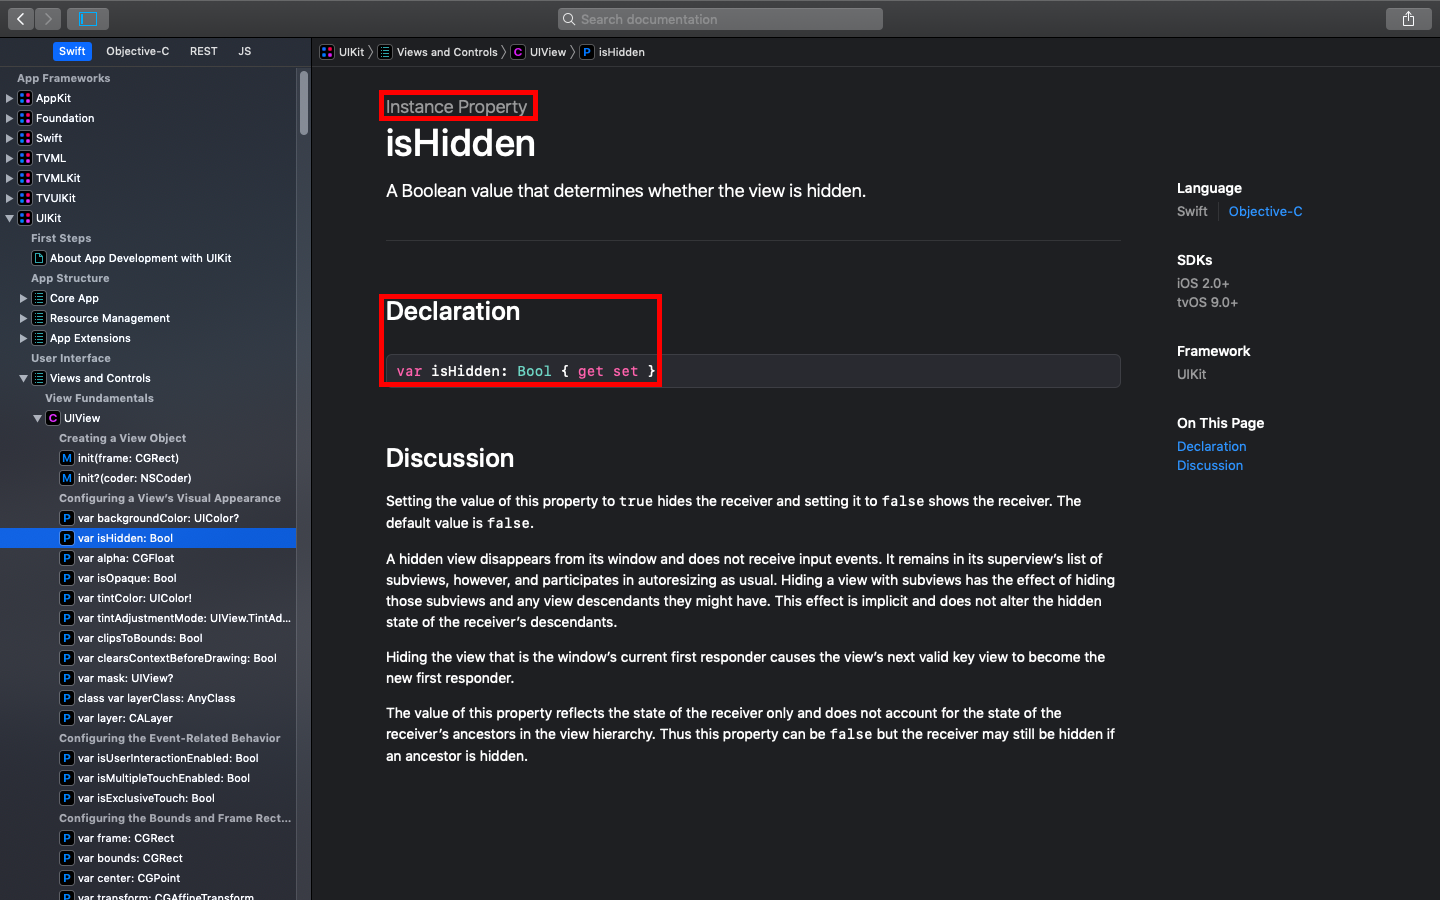 Search documentation
Swift
Objective-C
REST
JS
UIKit
Views and Controls
C UIView
P isHidden
App Frameworks
AppKit
Foundation
Swift
TVML
TVMLKit
TVUIKit
UIKit
First Steps
About App Development with UIKit
App Structure
Core App
Resource Management
App Extensions
User Interface
Views and Controls
View Fundamentals
C UIView
Creating a View Object
M init(frame: CGRect)
M init?(coder: NSCoder)
Configuring a View’s Visual Appearance
P var backgroundColor: UIColor?
P var isHidden: Bool
P var alpha: CGFloat
P var isOpaque: Bool
P var tintColor: UIColor!
P var tintAdjustmentMode: UIView.TintAd...
P var clipsToBounds: Bool
P var clearsContextBeforeDrawing: Bool
P var mask: UIView?
P class var layerClass: AnyClass
P var layer: CALayer
Configuring the Event-Related Behavior
P var isUserInteractionEnabled: Bool
P var isMultipleTouchEnabled: Bool
P var isExclusiveTouch: Bool
Configuring the Bounds and Frame Rect...
P var frame: CGRect
P var bounds: CGRect
P var center: CGPoint
P var transform: CGAffineTransform
Instance Property
isHidden
A Boolean value that determines whether the view is hidden.
Declaration
var isHidden: Bool { get set }
Discussion
Setting the value of this property to true hides the receiver and setting it to false shows the receiver. The
default value is false.
A hidden view disappears from its window and does not receive input events. It remains in its superview’s list of
subviews, however, and participates in autoresizing as usual. Hiding a view with subviews has the effect of hiding
those subviews and any view descendants they might have. This effect is implicit and does not alter the hidden
state of the receiver’s descendants.
Hiding the view that is the window’s current first responder causes the view’s next valid key view to become the
new first responder.
The value of this property reflects the state of the receiver only and does not account for the state of the
receiver’s ancestors in the view hierarchy. Thus this property can be false but the receiver may still be hidden if
an ancestor is hidden.
Language
Swift
Objective-C
SDKs
iOS 2.0+
tvOS 9.0+
Framework
UIKit
On This Page
Declaration
Discussion